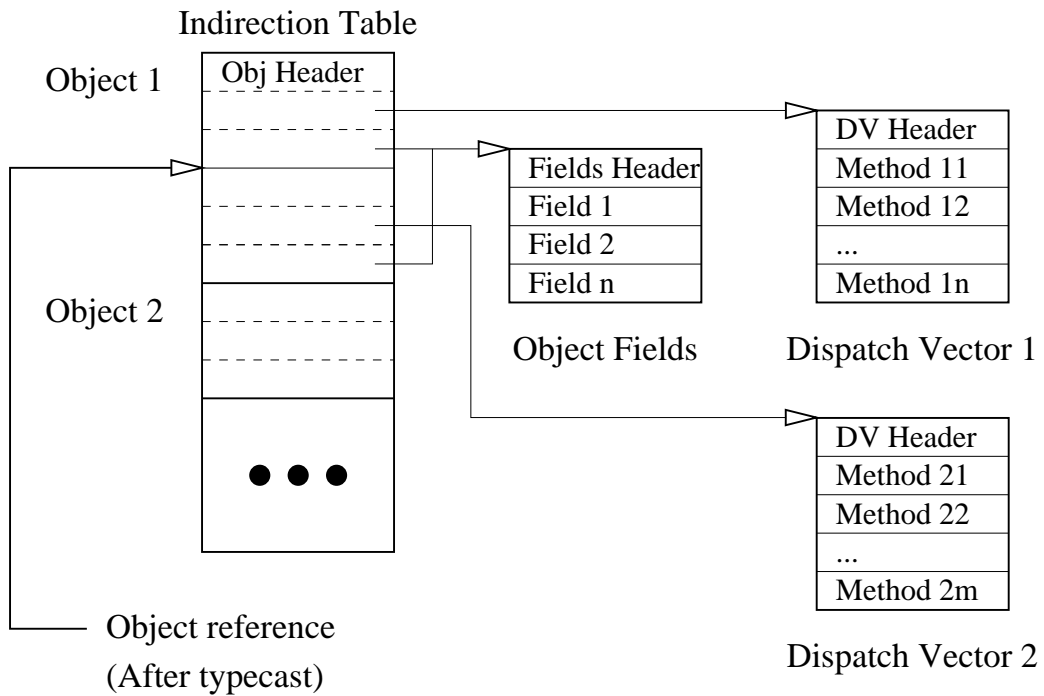 Indirection Table
Object 1
Obj Header
DV Header
Method 11
Method 12
...
Method 1n
Fields Header
Field 1
Field 2
Field n
Object 2
Object Fields
Dispatch Vector 1
DV Header
Method 21
Method 22
...
Method 2m
Object reference
(After typecast)
Dispatch Vector 2